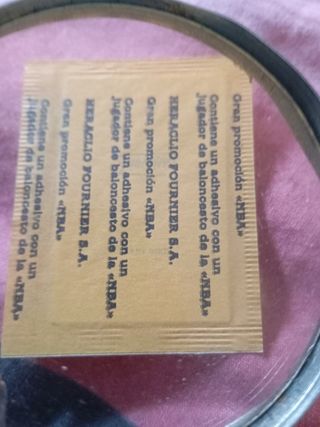 Gran promoción «NBA»
Contiene un adhesivo con un
jugador de baloncesto de la «NBA»
HERACLIO FOURNIER S.A.
Gran promoción «NBA»
Contiene un adhesivo con un
jugador de baloncesto de la «NBA»
HERACLIO FOURNIER S.A.
Gran promoción «NBA»
Contiene un adhesivo con un
jugador de baloncesto de la «NBA»